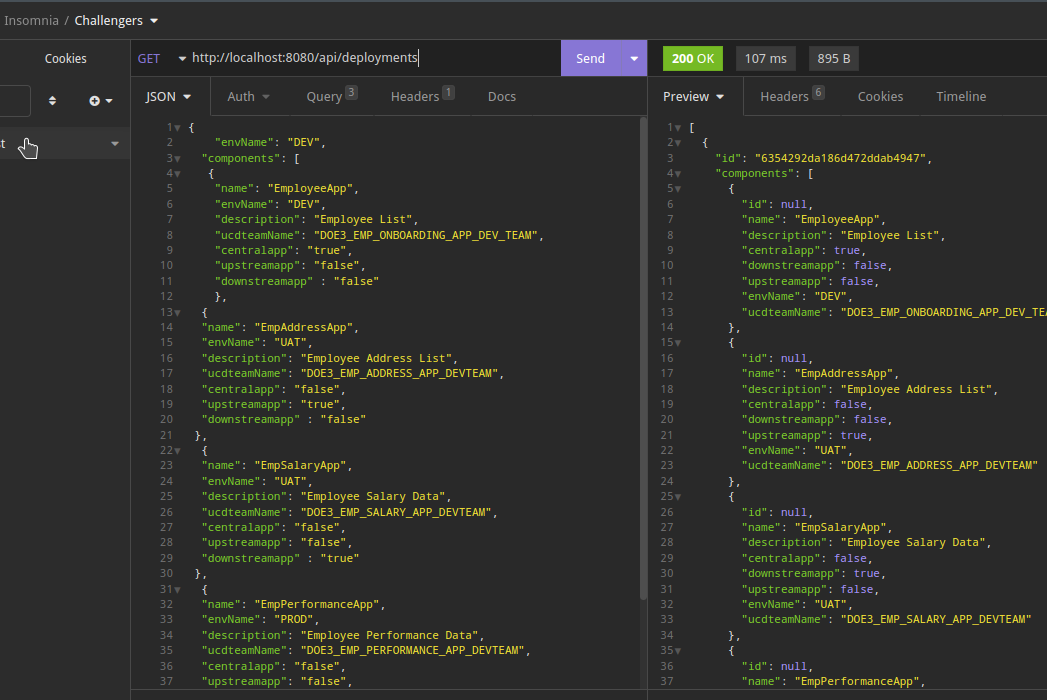 Insomnia / Challengers
Cookies
GET http://localhost:8080/api/deployments Send
200 OK 107 ms 895 B
JSON Auth Query 3 Headers 1 Docs
Preview Headers 6 Cookies Timeline
1 {
2 "envName": "DEV",
3 "components": [
4 {
5 "name": "EmployeeApp",
6 "envName": "DEV",
7 "description": "Employee List",
8 "ucdteamName": "DOE3_EMP_ONBOARDING_APP_DEV_TEAM",
9 "centralapp": "true",
10 "upstreamapp": "false",
11 "downstreamapp" : "false"
12 },
13 {
14 "name": "EmpAddressApp",
15 "envName": "UAT",
16 "description": "Employee Address List",
17 "ucdteamName": "DOE3_EMP_ADDRESS_APP_DEVTEAM",
18 "centralapp": "false",
19 "upstreamapp": "true",
20 "downstreamapp" : "false"
21 },
22 {
23 "name": "EmpSalaryApp",
24 "envName": "UAT",
25 "description": "Employee Salary Data",
26 "ucdteamName": "DOE3_EMP_SALARY_APP_DEVTEAM",
27 "centralapp": "false",
28 "upstreamapp": "false",
29 "downstreamapp" : "true"
30 },
31 {
32 "name": "EmpPerformanceApp",
33 "envName": "PROD",
34 "description": "Employee Performance Data",
35 "ucdteamName": "DOE3_EMP_PERFORMANCE_APP_DEVTEAM",
36 "centralapp": "false",
37 "upstreamapp": "false",
1 [
2 {
3 "id": "6354292da186d472ddab4947",
4 "components": [
5 {
6 "id": null,
7 "name": "EmployeeApp",
8 "description": "Employee List",
9 "centralapp": true,
10 "downstreamapp": false,
11 "upstreamapp": false,
12 "envName": "DEV",
13 "ucdteamName": "DOE3_EMP_ONBOARDING_APP_DEV_TEA
14 },
15 {
16 "id": null,
17 "name": "EmpAddressApp",
18 "description": "Employee Address List",
19 "centralapp": false,
20 "downstreamapp": false,
21 "upstreamapp": true,
22 "envName": "UAT",
23 "ucdteamName": "DOE3_EMP_ADDRESS_APP_DEVTEAM"
24 },
25 {
26 "id": null,
27 "name": "EmpSalaryApp",
28 "description": "Employee Salary Data",
29 "centralapp": false,
30 "downstreamapp": true,
31 "upstreamapp": false,
32 "envName": "UAT",
33 "ucdteamName": "DOE3_EMP_SALARY_APP_DEVTEAM"
34 },
35 {
36 "id": null,
37 "name": "EmpPerformanceApp",